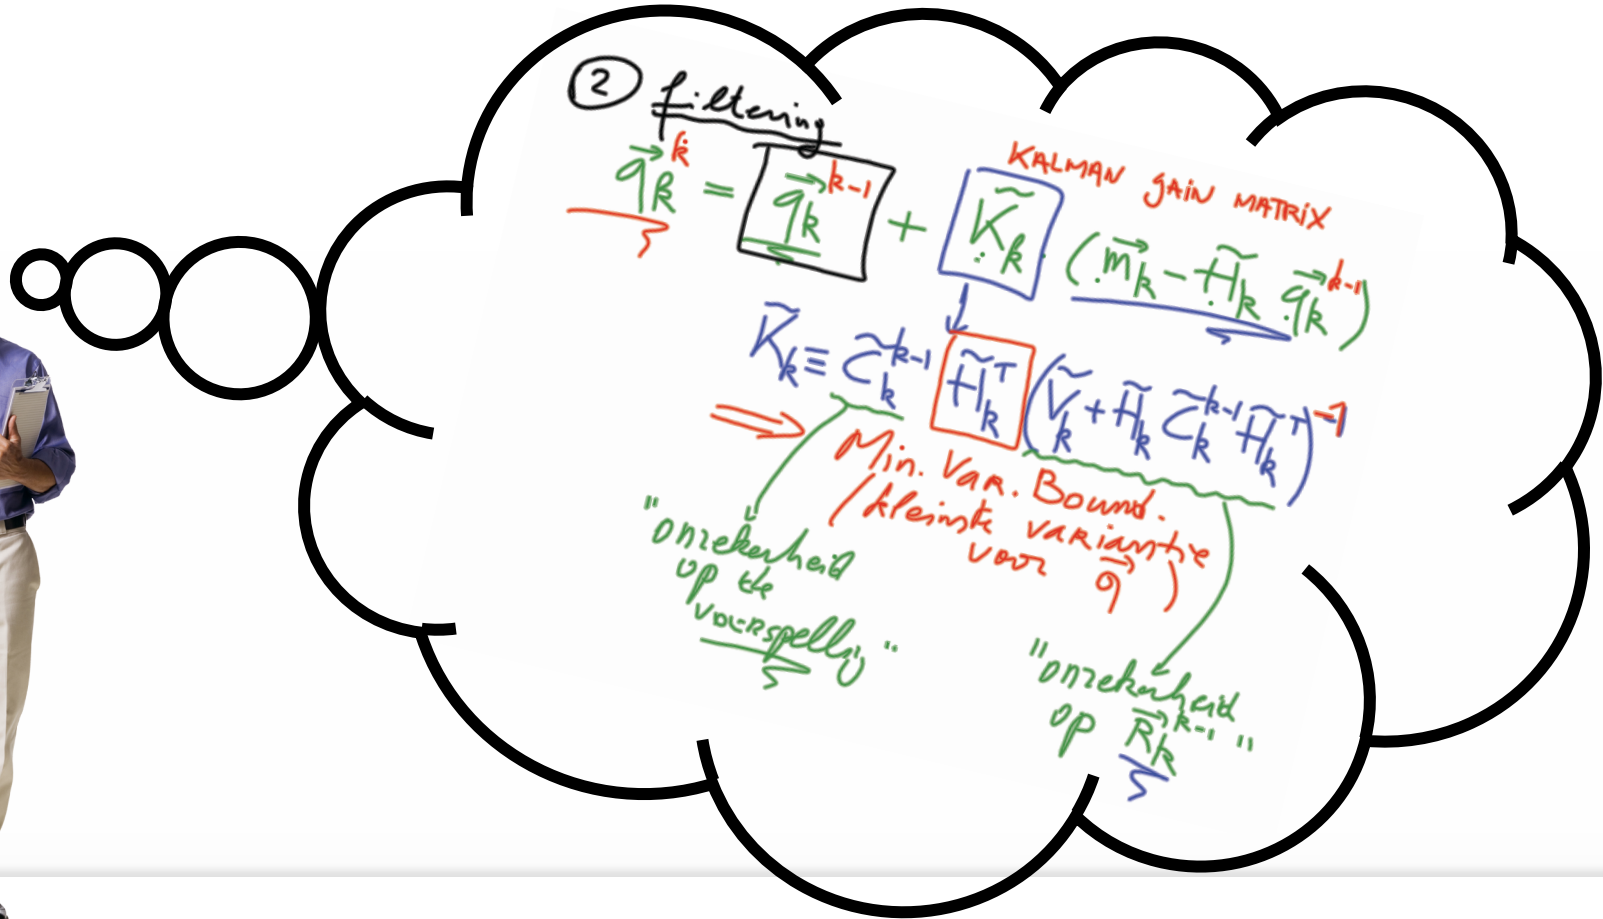 ② filtering
q⃗ₖᵏ = q⃗ₖᵏ⁻¹ + K̃ₖ · (m⃗ₖ − H̃ₖ q⃗ₖᵏ⁻¹)
KALMAN GAIN MATRIX
K̃ₖ ≡ C̃ₖᵏ⁻¹ H̃ₖᵀ (Ṽₖ + H̃ₖ C̃ₖᵏ⁻¹ H̃ₖᵀ)⁻¹
⇒ Min. Var. Bound.
(kleinste variantie
voor q⃗)
"onzekerheid
op de
voorspelling"
"onzekerheid
op R⃗ₖᵏ⁻¹"